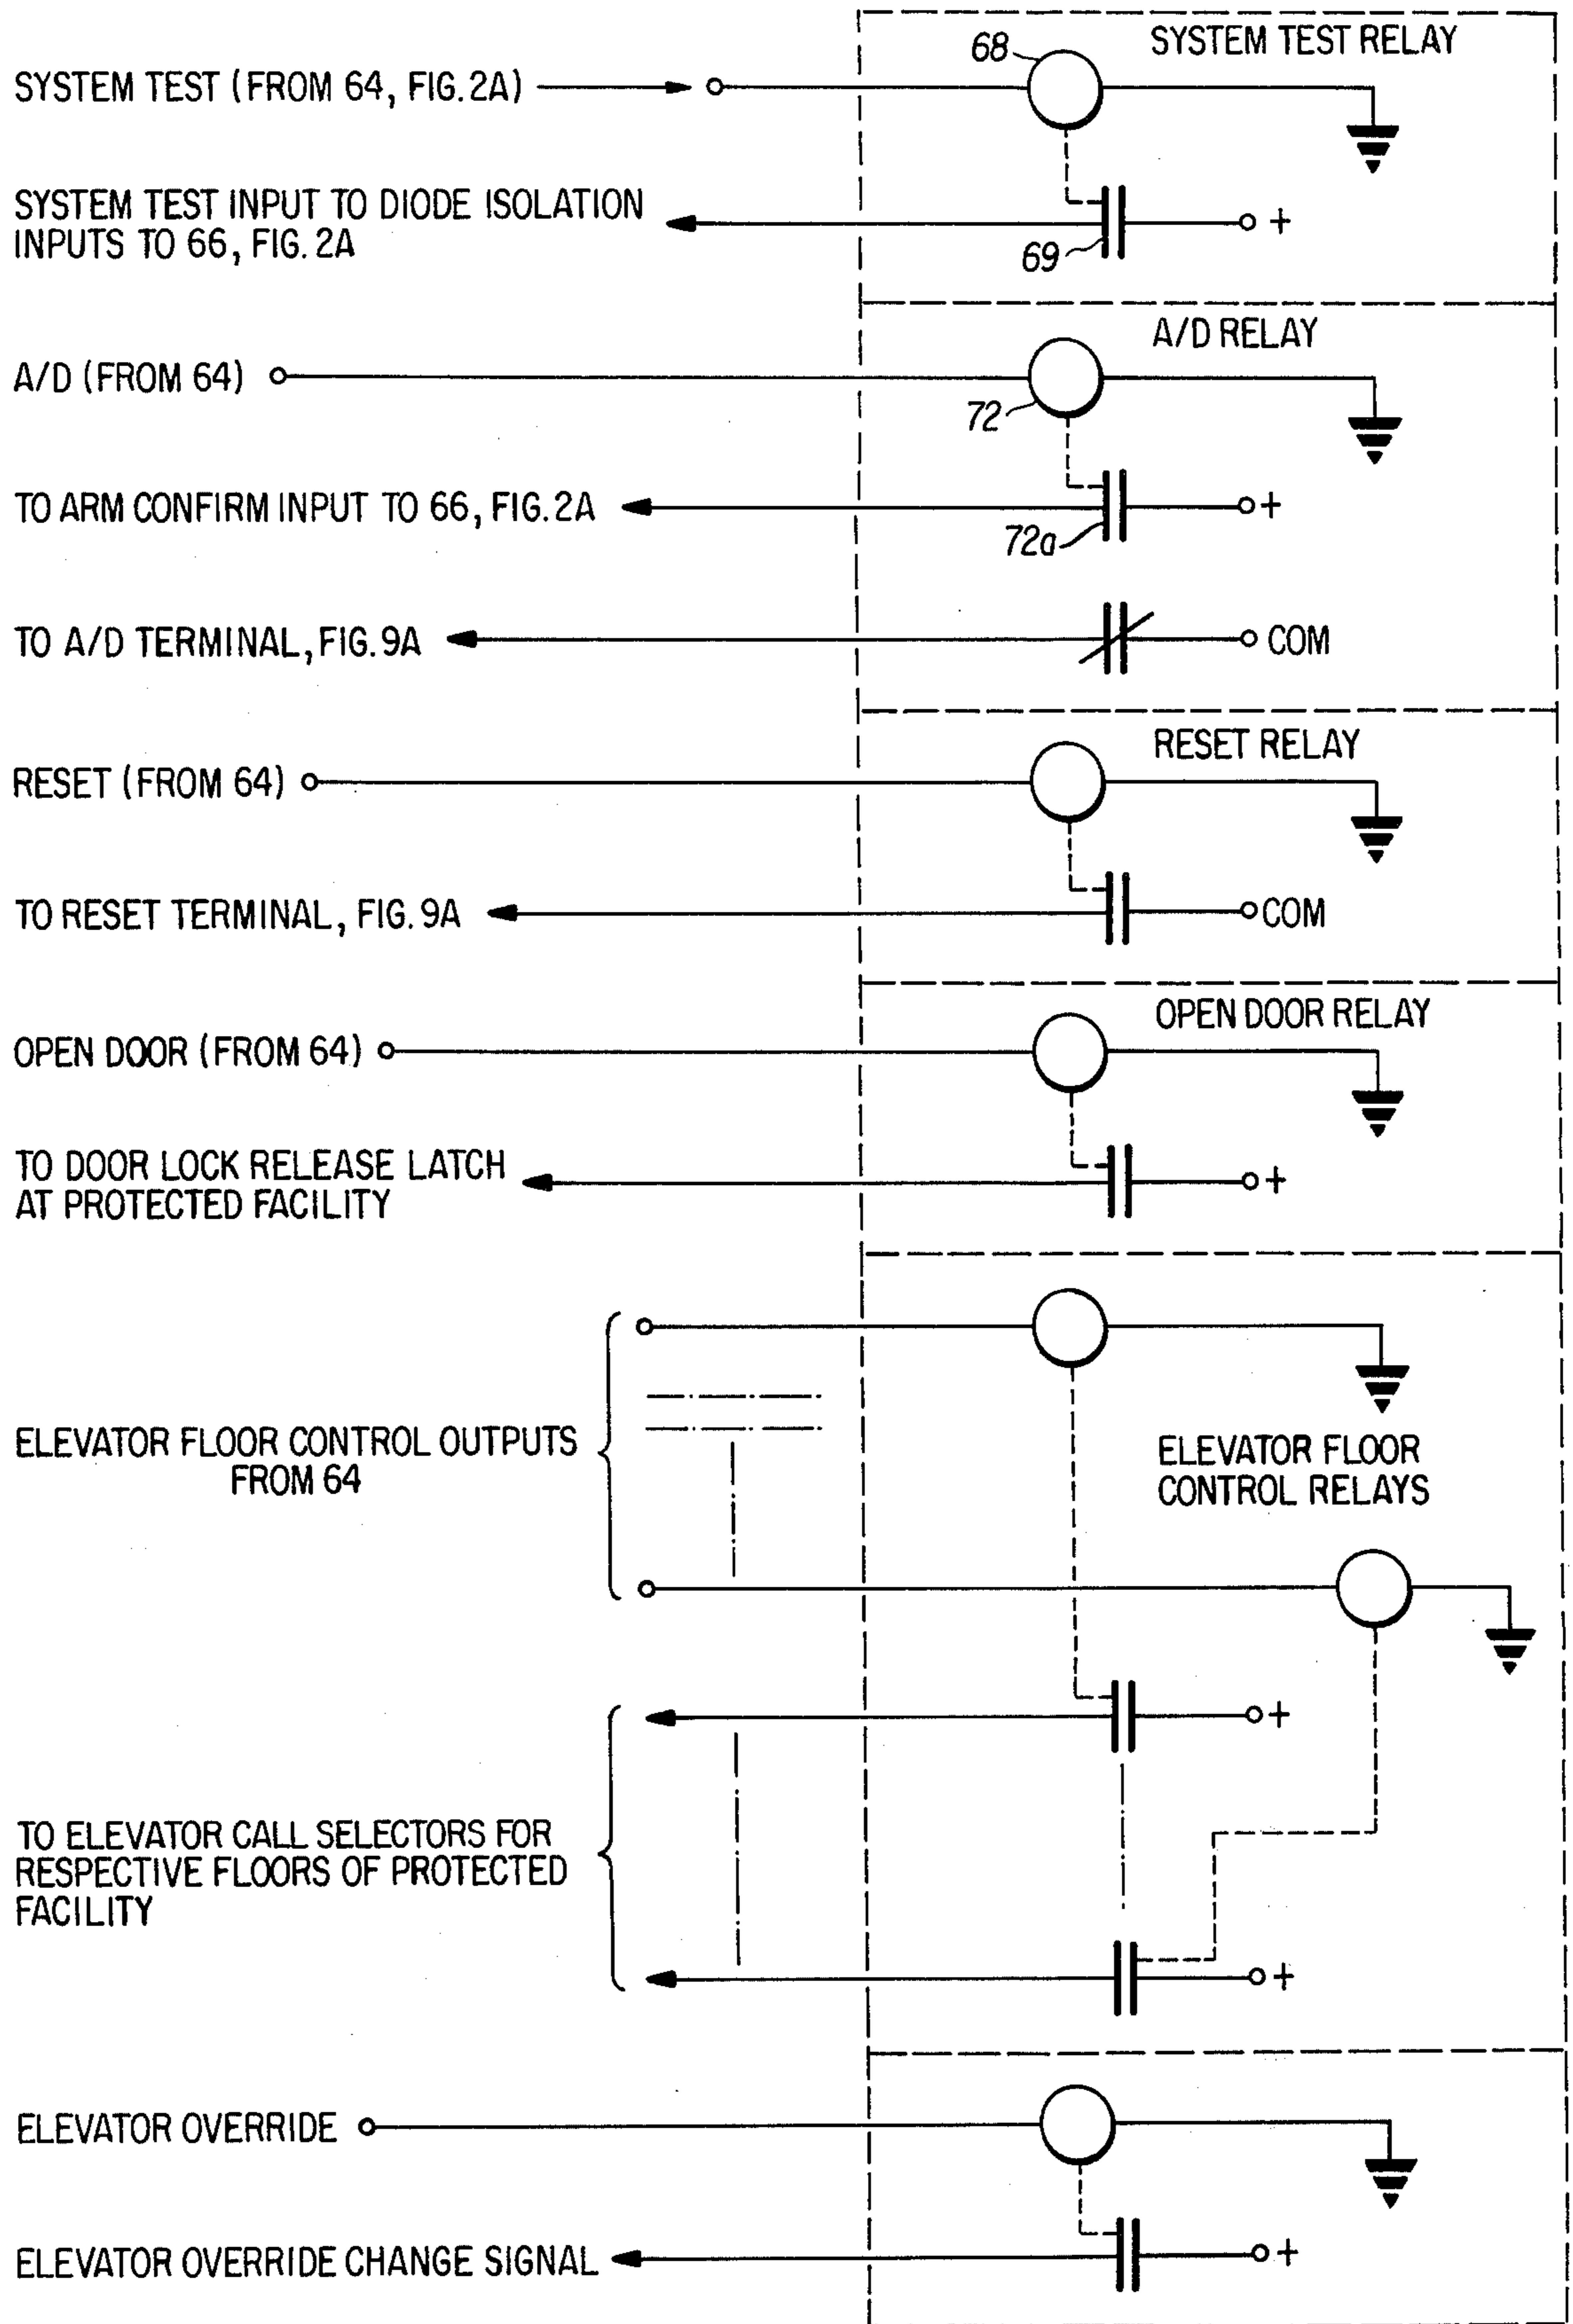 SYSTEM TEST RELAY
68
SYSTEM TEST (FROM 64, FIG. 2A)
SYSTEM TEST INPUT TO DIODE ISOLATION
INPUTS TO 66, FIG. 2A
+
69
A/D RELAY
A/D (FROM 64)
72
TO ARM CONFIRM INPUT TO 66, FIG. 2A
+
72a
TO A/D TERMINAL, FIG. 9A
COM
RESET RELAY
RESET (FROM 64)
TO RESET TERMINAL, FIG. 9A
COM
OPEN DOOR RELAY
OPEN DOOR (FROM 64)
TO DOOR LOCK RELEASE LATCH
AT PROTECTED FACILITY
+
ELEVATOR FLOOR CONTROL OUTPUTS
FROM 64
ELEVATOR FLOOR
CONTROL RELAYS
+
TO ELEVATOR CALL SELECTORS FOR
RESPECTIVE FLOORS OF PROTECTED
FACILITY
+
ELEVATOR OVERRIDE
ELEVATOR OVERRIDE CHANGE SIGNAL
+